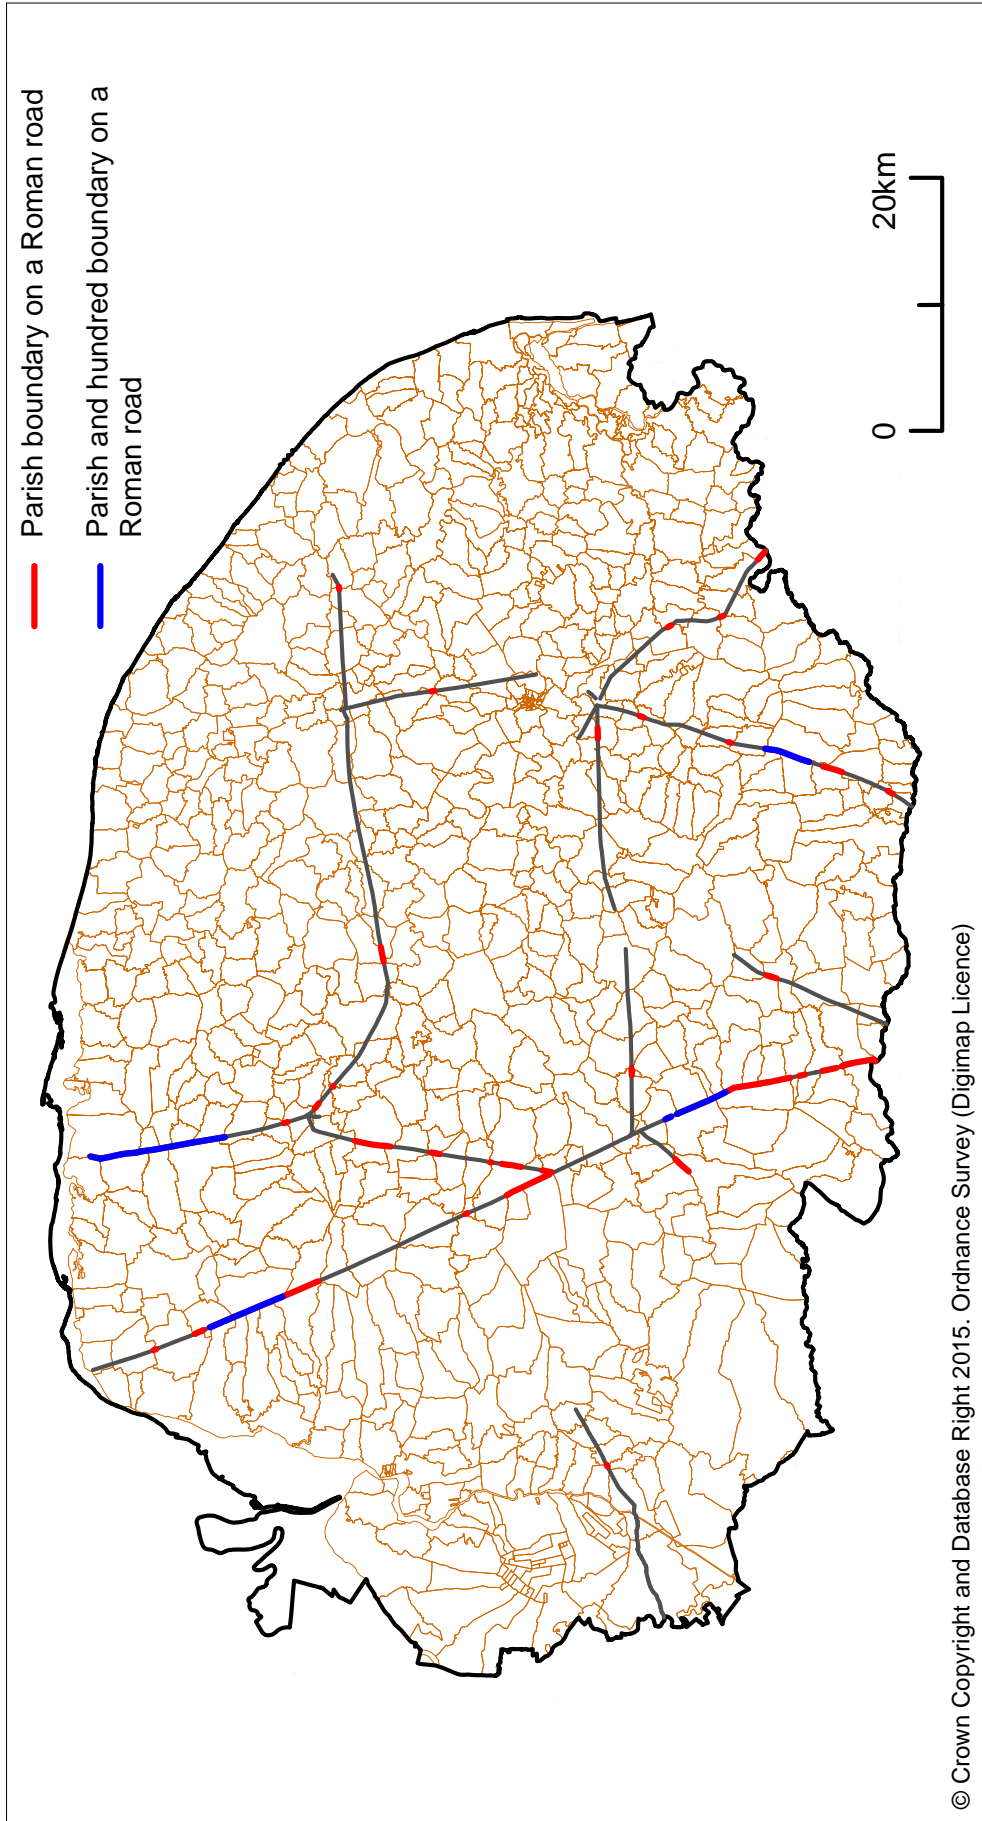 Parish boundary on a Roman road
Parish and hundred boundary on a
Roman road
0 20km
© Crown Copyright and Database Right 2015. Ordnance Survey (Digimap Licence)